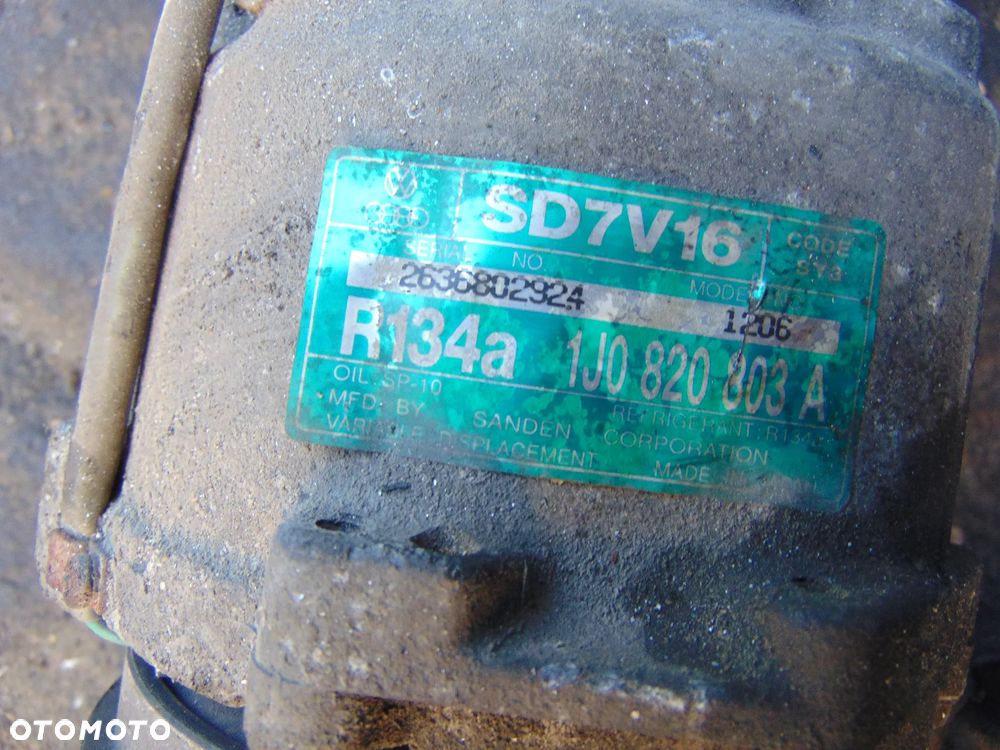 SD7V16 CODE
SERIAL NO. SY3
MODEL
2636802924 1206
R134a 1J0 820 803 A
OIL: SP-10 REFRIGERANT: R134a
MFD. BY SANDEN CORPORATION
VARIABLE DISPLACEMENT MADE
OTOMOTO